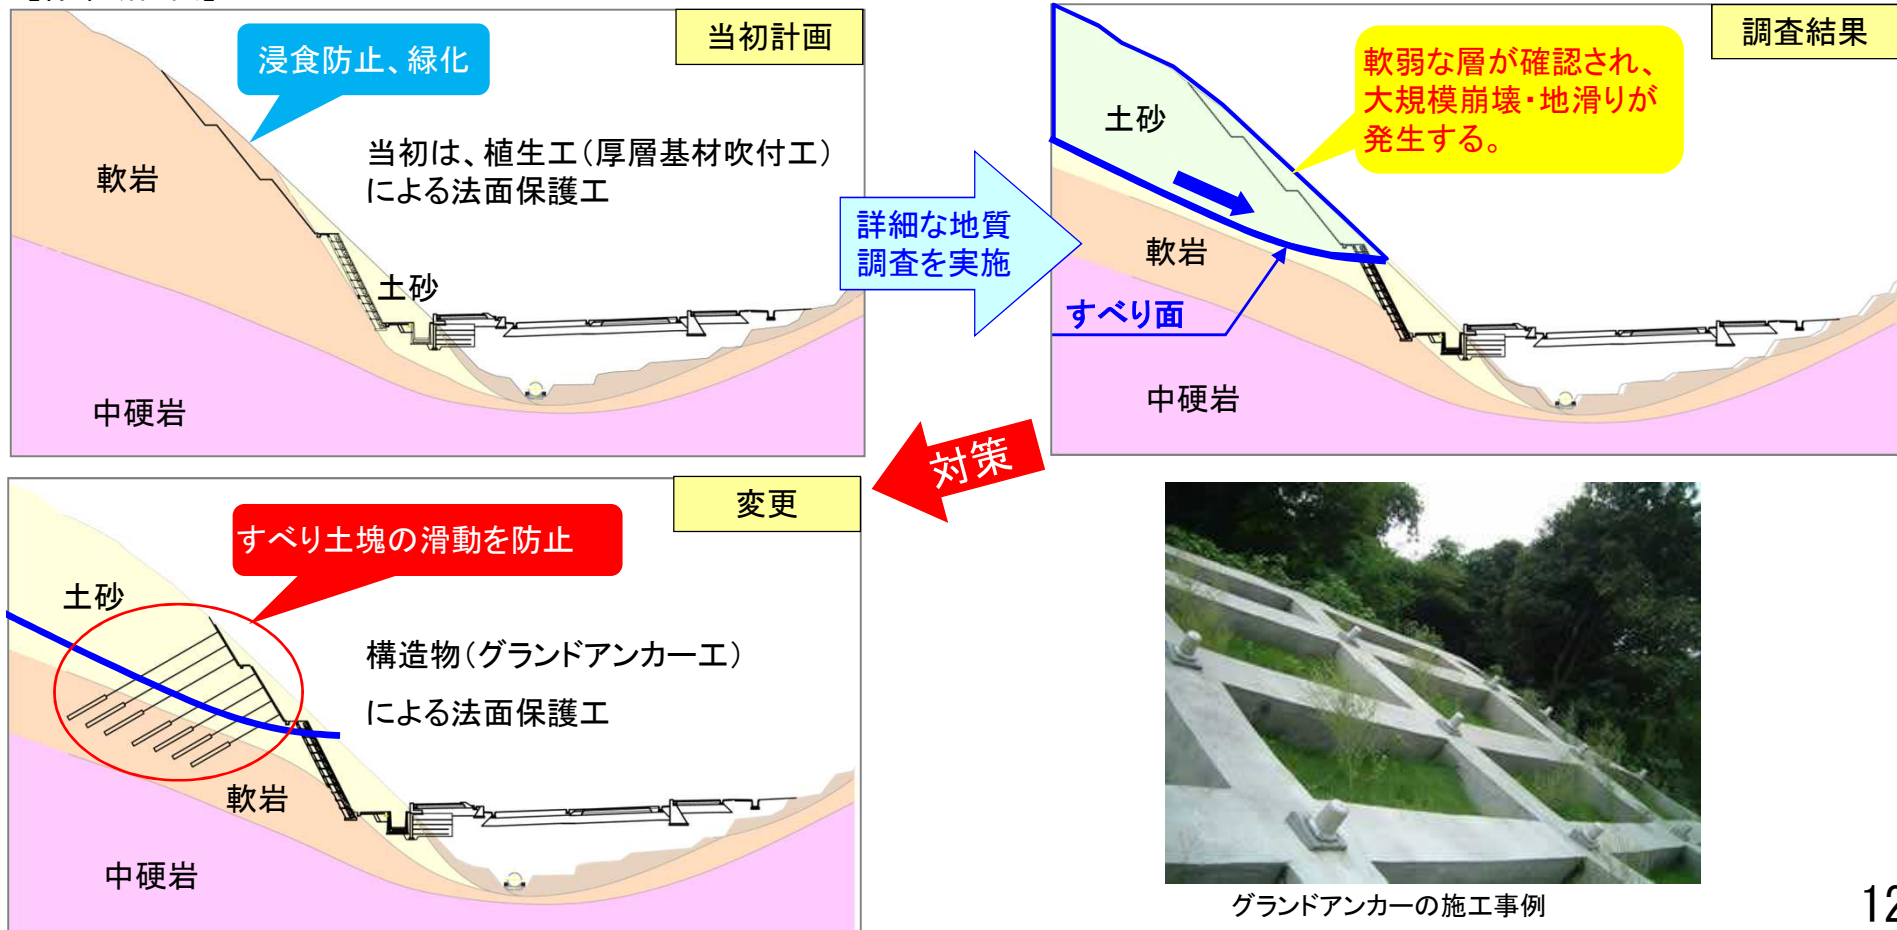 当初計画
浸食防止、緑化
当初は、植生工（厚層基材吹付工）
による法面保護工
軟岩
土砂
中硬岩
詳細な地質
調査を実施
調査結果
軟弱な層が確認され、
大規模崩壊・地滑りが
発生する。
土砂
軟岩
すべり面
中硬岩
対策
変更
すべり土塊の滑動を防止
土砂
構造物（グランドアンカー工）
による法面保護工
軟岩
中硬岩
グランドアンカーの施工事例
12